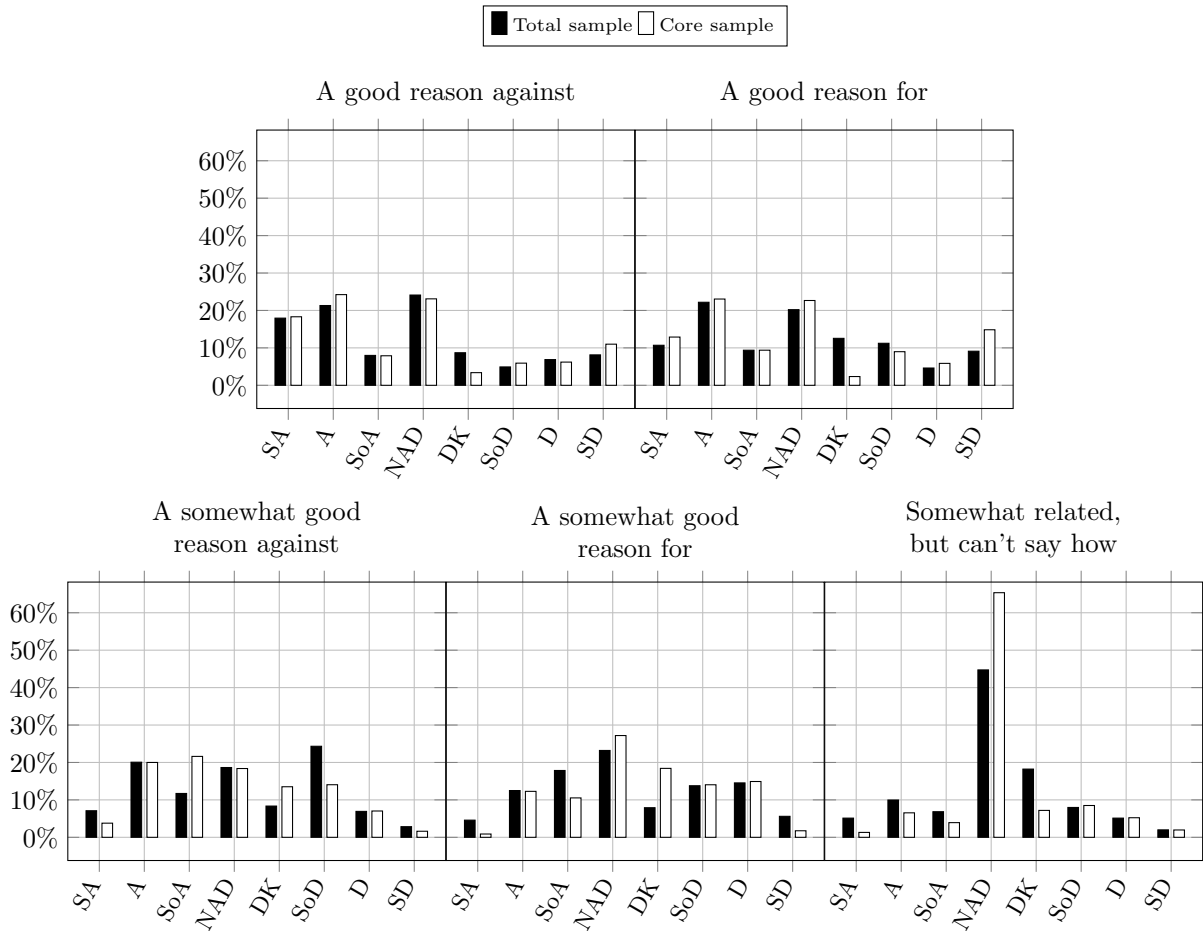 Total sample Core sample
A good reason against A good reason for
60%
50%
40%
30%
20%
10%
0%
SA A SoA NAD DK SoD D SD SA A SoA NAD DK SoD D SD
A somewhat good
reason against
A somewhat good
reason for
Somewhat related,
but can't say how
60%
50%
40%
30%
20%
10%
0%
SA A SoA NAD DK SoD D SD SA A SoA NAD DK SoD D SD SA A SoA NAD DK SoD D SD